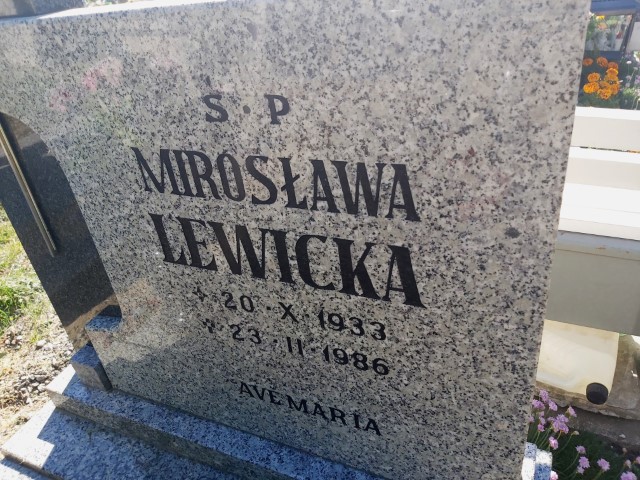 Ś·P
MIROSŁAWA
LEWICKA
* 20·X·1933
+ 23·II·1986
AVE MARIA